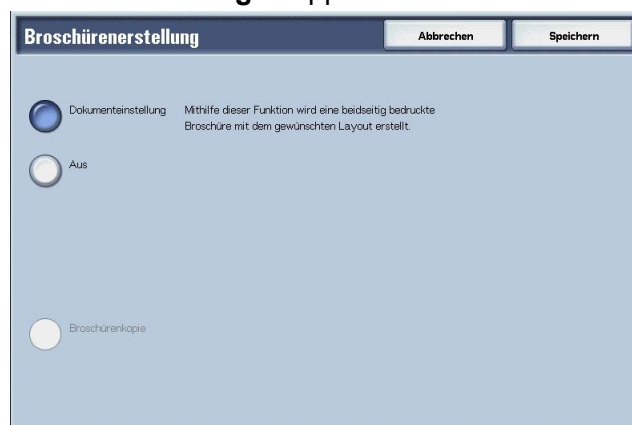 Broschürenerstellung
Abbrechen
Speichern
Dokumenteinstellung
Mithilfe dieser Funktion wird eine beidseitig bedruckte
Broschüre mit dem gewünschten Layout erstellt.
Aus
Broschürenkopie